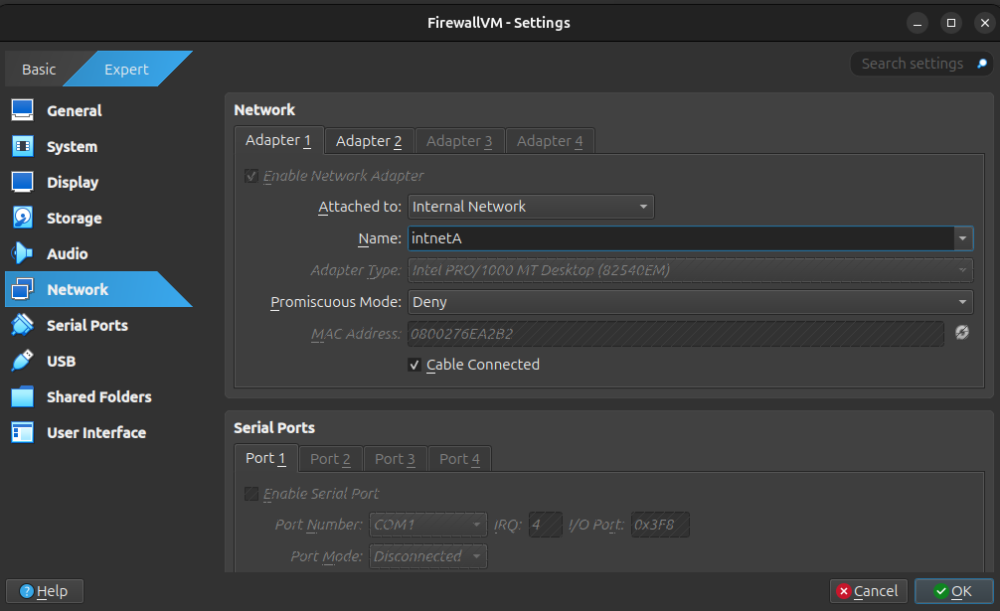 FirewallVM - Settings
Basic Expert Search settings
General
System
Display
Storage
Audio
Network
Serial Ports
USB
Shared Folders
User Interface
Network
Adapter 1 Adapter 2 Adapter 3 Adapter 4
Enable Network Adapter
Attached to: Internal Network
Name: intnetA
Adapter Type: Intel PRO/1000 MT Desktop (82540EM)
Promiscuous Mode: Deny
MAC Address: 0800276EA2B2
Cable Connected
Serial Ports
Port 1 Port 2 Port 3 Port 4
Enable Serial Port
Port Number: COM1 IRQ: 4 I/O Port: 0x3F8
Port Mode: Disconnected
Help Cancel OK